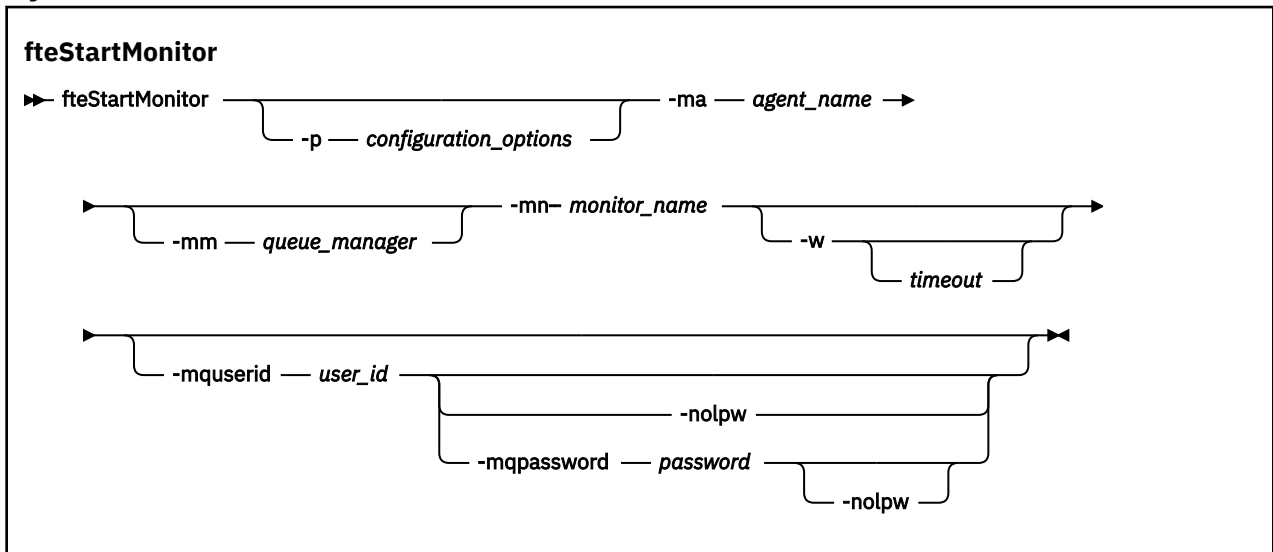 fteStartMonitor
fteStartMonitor -ma agent_name
-p configuration_options
-mn monitor_name
-mm queue_manager -w
timeout
-mquserid user_id
-nolpw
-mqpassword password
-nolpw